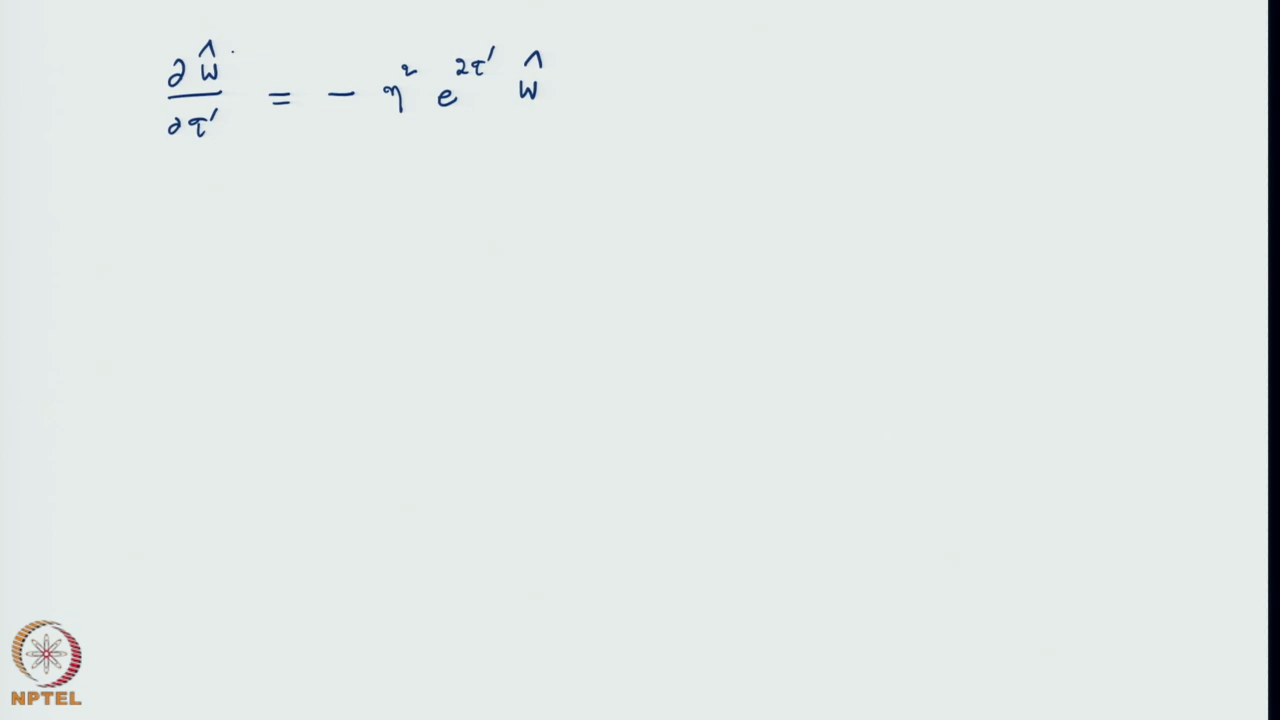 ∂ŵ/∂τ′ = − η² e^{2τ′} ŵ
NPTEL